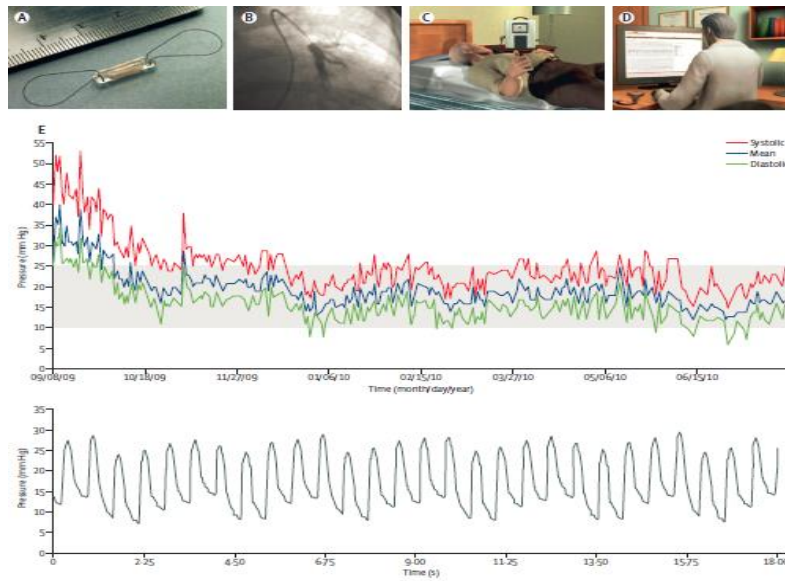 A
B
C
D
E
Systolic
Mean
Diastolic
Pressure (mm Hg)
55
50
45
40
35
30
25
20
15
10
5
0
09/08/09 10/18/09 11/27/09 01/06/10 02/15/10 03/27/10 05/06/10 06/15/10
Time (month/day/year)
Pressure (mmHg)
35
30
25
20
15
10
5
0
0 2·25 4·50 6·75 9·00 11·25 13·50 15·75 18·00
Time (s)